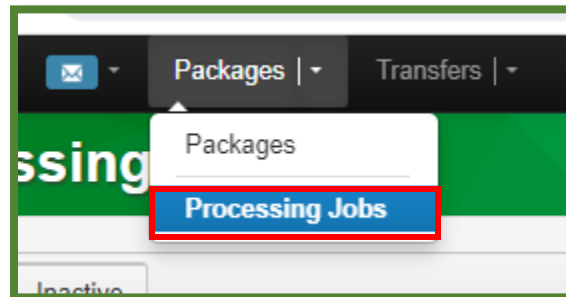 Packages | Transfers |
ssing
Packages
Processing Jobs
Inactive